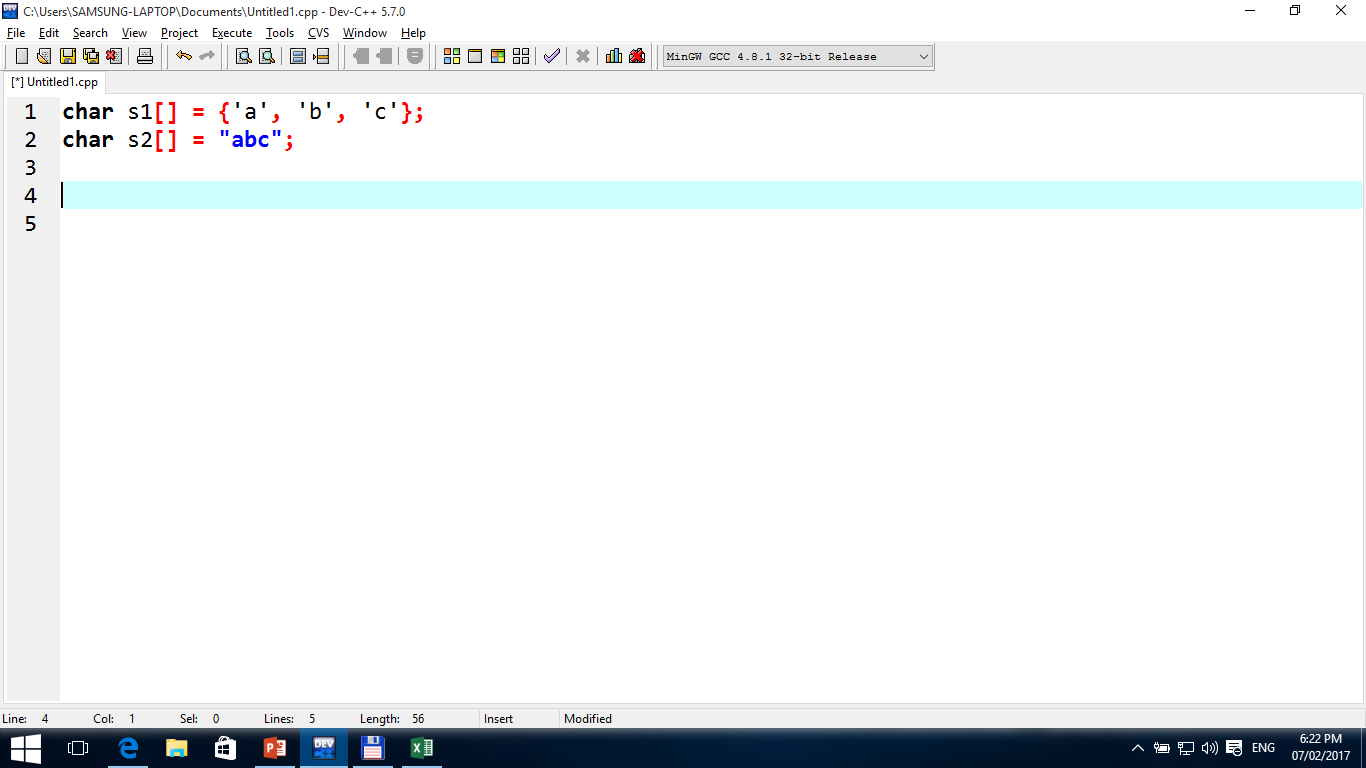 C:\Users\SAMSUNG-LAPTOP\Documents\Untitled1.cpp - Dev-C++ 5.7.0
File Edit Search View Project Execute Tools CVS Window Help
MinGW GCC 4.8.1 32-bit Release
[*] Untitled1.cpp
1 char s1[] = {'a', 'b', 'c'};
2 char s2[] = "abc";
3
4
5
Line: 4 Col: 1 Sel: 0 Lines: 5 Length: 56 Insert Modified
DEV
ENG
6:22 PM
07/02/2017